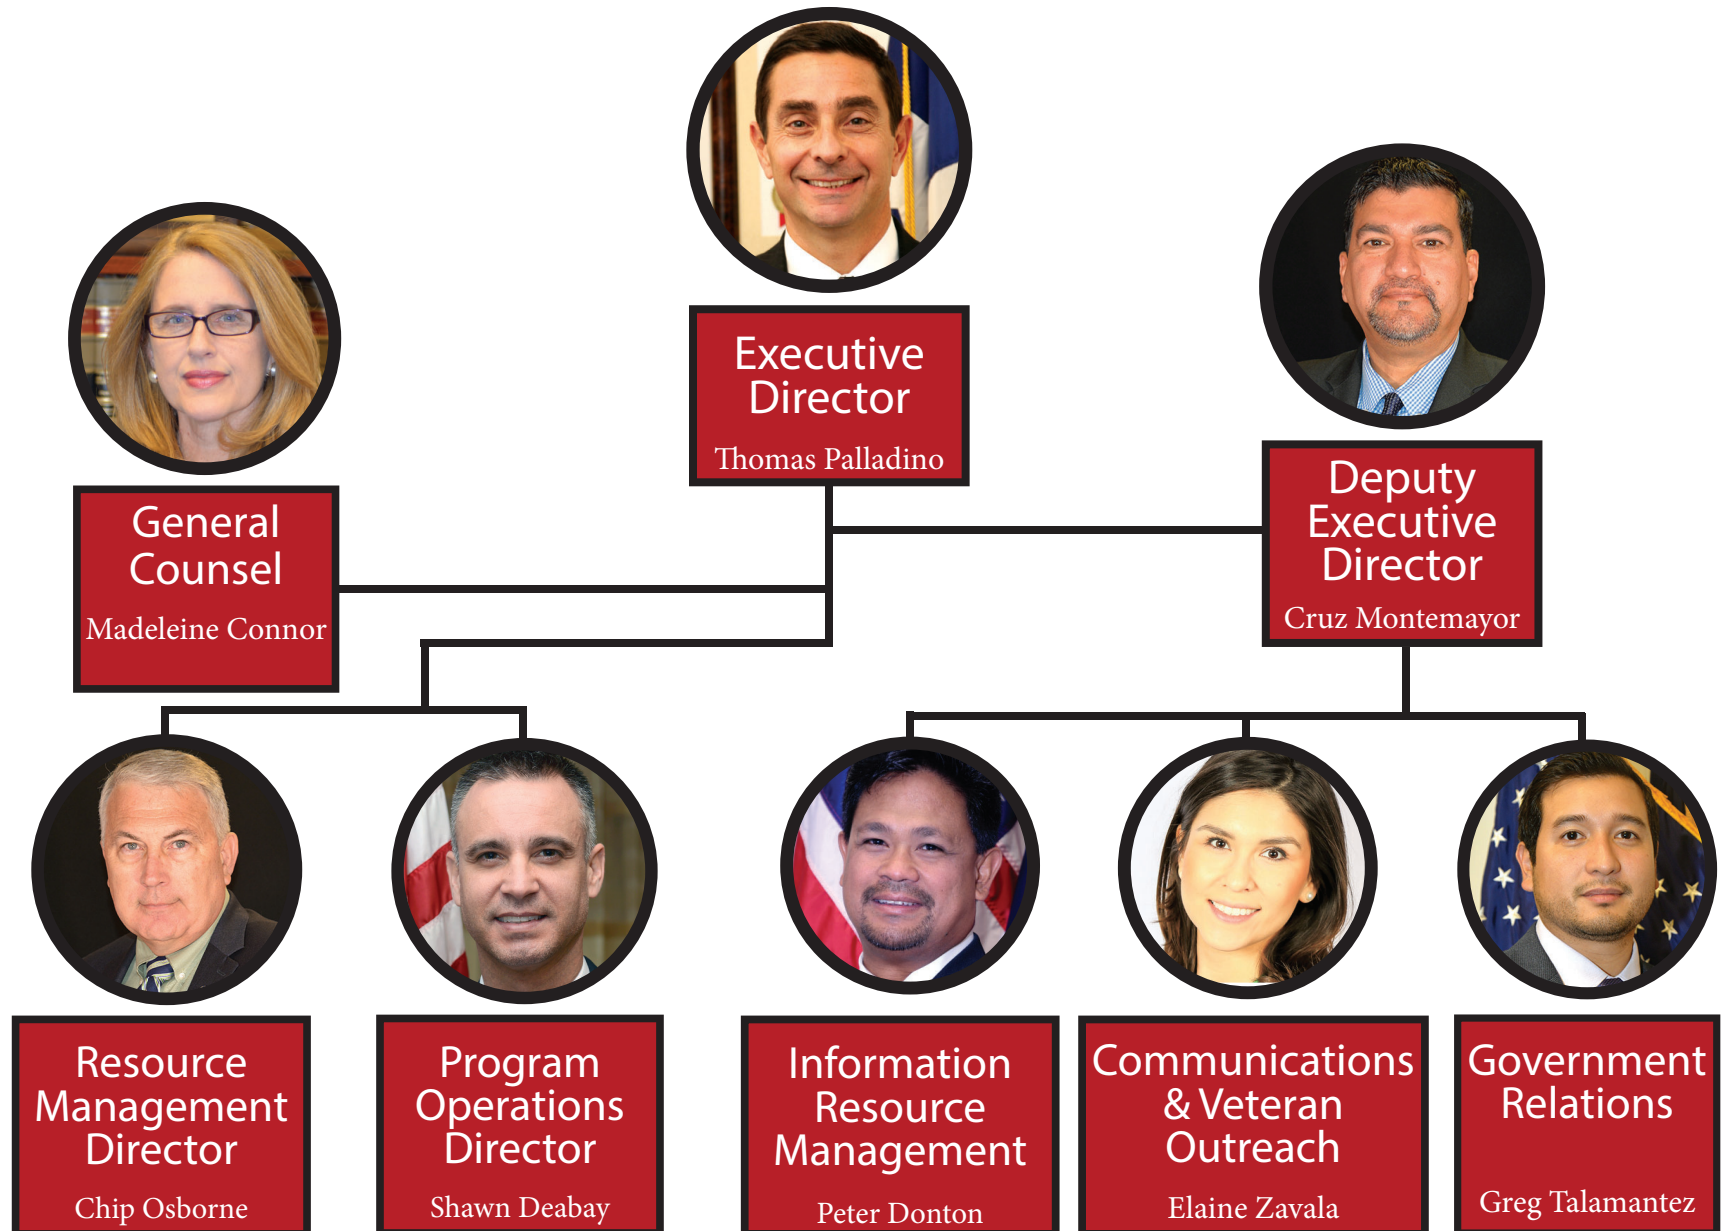 Executive
Director
Thomas Palladino
General
Counsel
Madeleine Connor
Deputy
Executive
Director
Cruz Montemayor
Resource
Management
Director
Chip Osborne
Program
Operations
Director
Shawn Deabay
Information
Resource
Management
Peter Donton
Communications
& Veteran
Outreach
Elaine Zavala
Government
Relations
Greg Talamantez